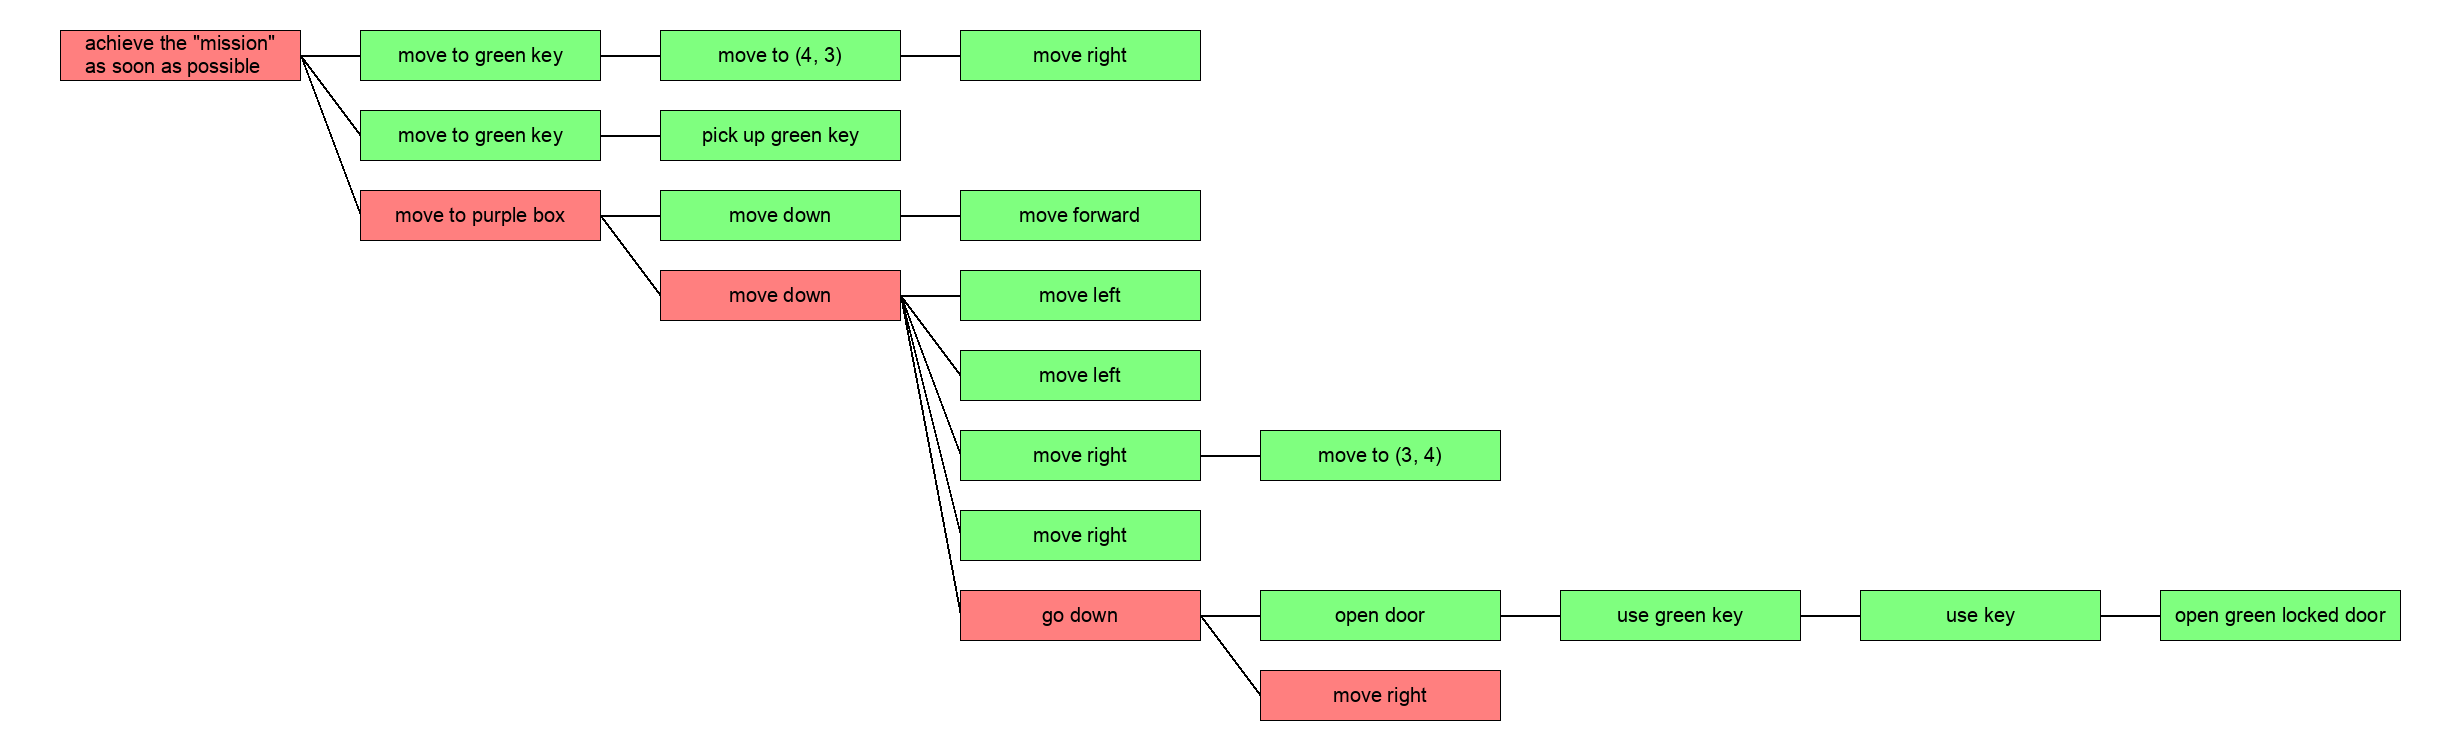 achieve the "mission"
as soon as possible
move to green key
move to (4, 3)
move right
move to green key
pick up green key
move to purple box
move down
move forward
move down
move left
move left
move right
move to (3, 4)
move right
go down
open door
use green key
use key
open green locked door
move right